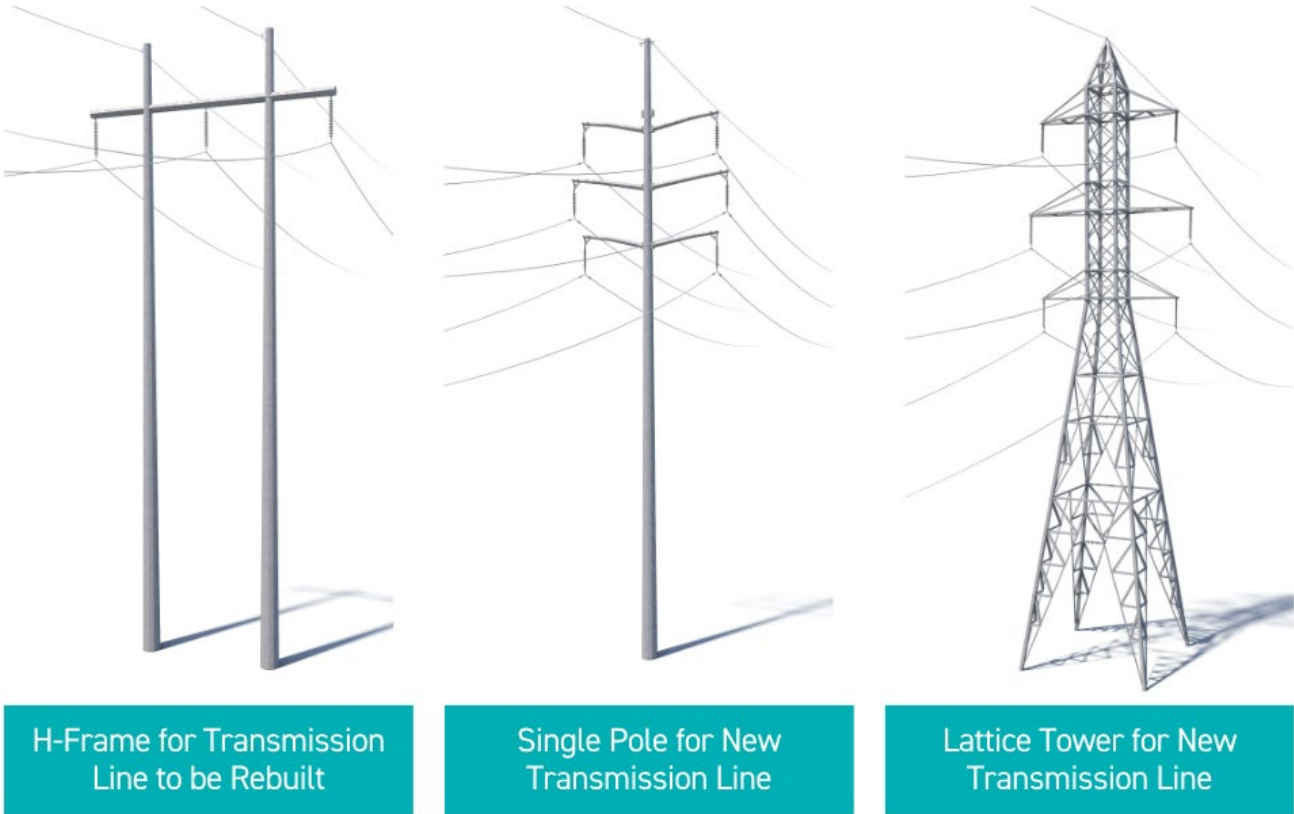 H-Frame for Transmission
Line to be Rebuilt
Single Pole for New
Transmission Line
Lattice Tower for New
Transmission Line